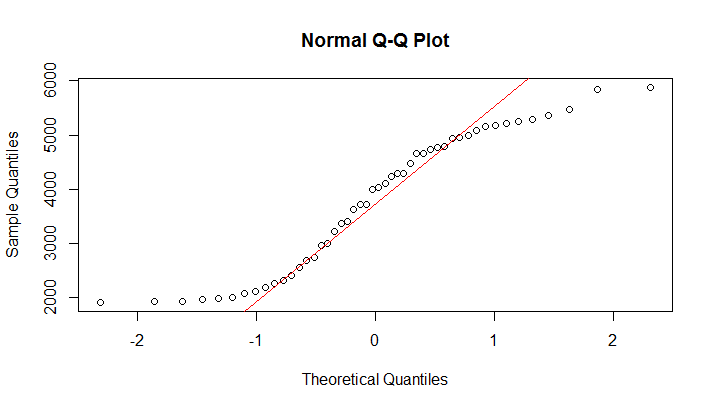 Normal Q-Q Plot
Sample Quantiles
6000
5000
4000
3000
2000
-2 -1 0 1 2
Theoretical Quantiles